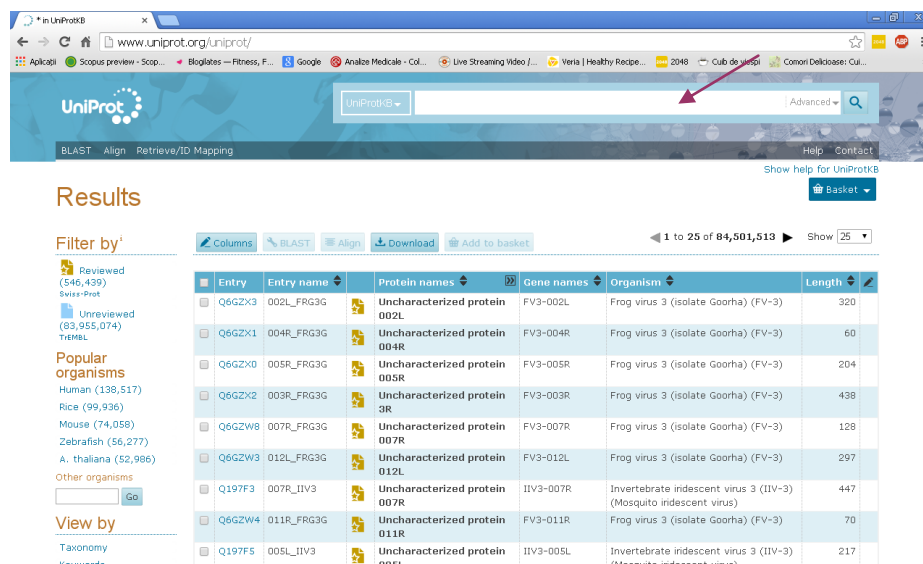 * in UniProtKB
www.uniprot.org/uniprot/
Aplicații Scopus preview - Scop... Blogilates — Fitness, F... Google Analize Medicale - Col... Live Streaming Video /... Veria | Healthy Recipe... 2048 Cuib de viespi Comori Delicioase: Cui...
ABP
UniProt
UniProtKB
Advanced
BLAST Align Retrieve/ID Mapping
Help Contact
Show help for UniProtKB
Basket
Results
Filter by
Columns BLAST Align Download Add to basket
1 to 25 of 84,501,513 Show 25
Reviewed
(546,439)
Swiss-Prot
Unreviewed
(83,955,074)
TrEMBL
Popular
organisms
Human (138,517)
Rice (99,936)
Mouse (74,058)
Zebrafish (56,277)
A. thaliana (52,986)
Other organisms
Go
View by
Taxonomy
Keywords
Entry Entry name Protein names Gene names Organism Length
Q6GZX3 002L_FRG3G Uncharacterized protein FV3-002L Frog virus 3 (isolate Goorha) (FV-3) 320
002L
Q6GZX1 004R_FRG3G Uncharacterized protein FV3-004R Frog virus 3 (isolate Goorha) (FV-3) 60
004R
Q6GZX0 005R_FRG3G Uncharacterized protein FV3-005R Frog virus 3 (isolate Goorha) (FV-3) 204
005R
Q6GZX2 003R_FRG3G Uncharacterized protein FV3-003R Frog virus 3 (isolate Goorha) (FV-3) 438
3R
Q6GZW8 007R_FRG3G Uncharacterized protein FV3-007R Frog virus 3 (isolate Goorha) (FV-3) 128
007R
Q6GZW3 012L_FRG3G Uncharacterized protein FV3-012L Frog virus 3 (isolate Goorha) (FV-3) 297
012L
Q197F3 007R_IIV3 Uncharacterized protein IIV3-007R Invertebrate iridescent virus 3 (IIV-3) 447
007R (Mosquito iridescent virus)
Q6GZW4 011R_FRG3G Uncharacterized protein FV3-011R Frog virus 3 (isolate Goorha) (FV-3) 70
011R
Q197F5 005L_IIV3 Uncharacterized protein IIV3-005L Invertebrate iridescent virus 3 (IIV-3) 217
005L (Mosquito iridescent virus)